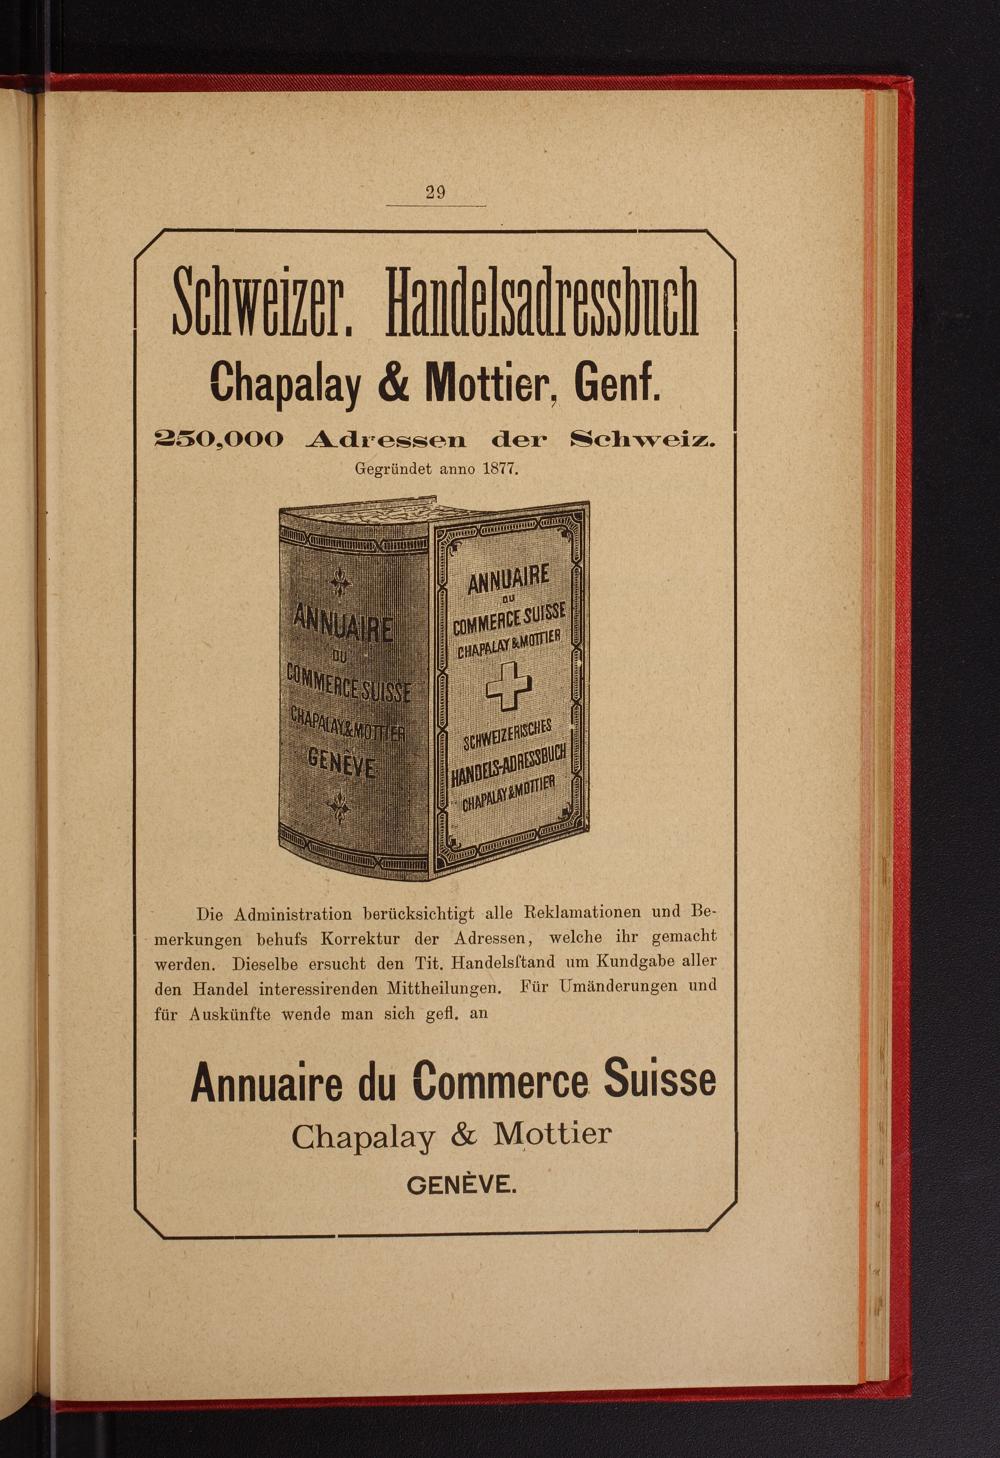 29
Schweizer. Handelsadressbuch
Chapalay & Mottier, Genf.
250,000 Adressen der Schweiz.
Gegründet anno 1877.
ANNUAIRE
DU
COMMERCE SUISSE
CHAPALAY & MOTTIER
GENÈVE
ANNUAIRE
DU
COMMERCE SUISSE
CHAPALAY & MOTTIER
SCHWEIZERISCHES
HANDELS-ADRESSBUCH
CHAPALAY & MOTTIER
Die Administration berücksichtigt alle Reklamationen und Be-
merkungen behufs Korrektur der Adressen, welche ihr gemacht
werden. Dieselbe ersucht den Tit. Handelsſtand um Kundgabe aller
den Handel interessirenden Mittheilungen. Für Umänderungen und
für Auskünfte wende man sich gefl. an
Annuaire du Commerce Suisse
Chapalay & Mottier
GENÈVE.